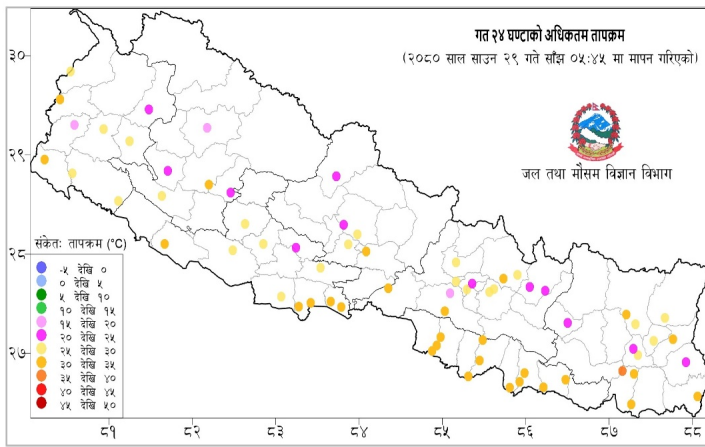 गत २४ घण्टाको अधिकतम तापक्रम
(२०८० साल साउन २९ गते साँझ ०५:४५ मा मापन गरिएको)
जल तथा मौसम विज्ञान विभाग
३०
२९
२८
२७
संकेतः तापक्रम (°C)
-५ देखि ०
० देखि ५
५ देखि १०
१० देखि १५
१५ देखि २०
२० देखि २५
२५ देखि ३०
३० देखि ३५
३५ देखि ४०
४० देखि ४५
४५ देखि ५०
८१ ८२ ८३ ८४ ८५ ८६ ८७ ८८